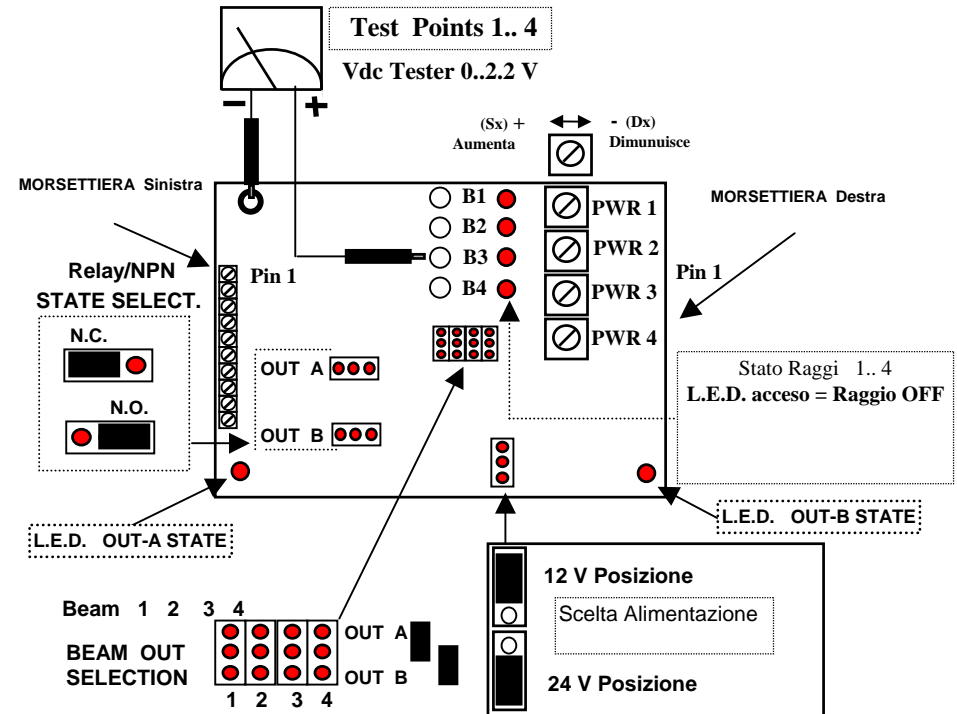 Test Points 1.. 4
Vdc Tester 0..2.2 V
− +
(Sx) + - (Dx)
Aumenta Dimunuisce
MORSETTIERA Sinistra
MORSETTIERA Destra
B1 PWR 1
B2 PWR 2
B3 PWR 3
B4 PWR 4
Pin 1
Pin 1
Relay/NPN
STATE SELECT.
N.C.
N.O.
OUT A
OUT B
Stato Raggi 1.. 4
L.E.D. acceso = Raggio OFF
L.E.D. OUT-A STATE
L.E.D. OUT-B STATE
12 V Posizione
Scelta Alimentazione
24 V Posizione
Beam 1 2 3 4
BEAM OUT
SELECTION
OUT A
OUT B
1 2 3 4